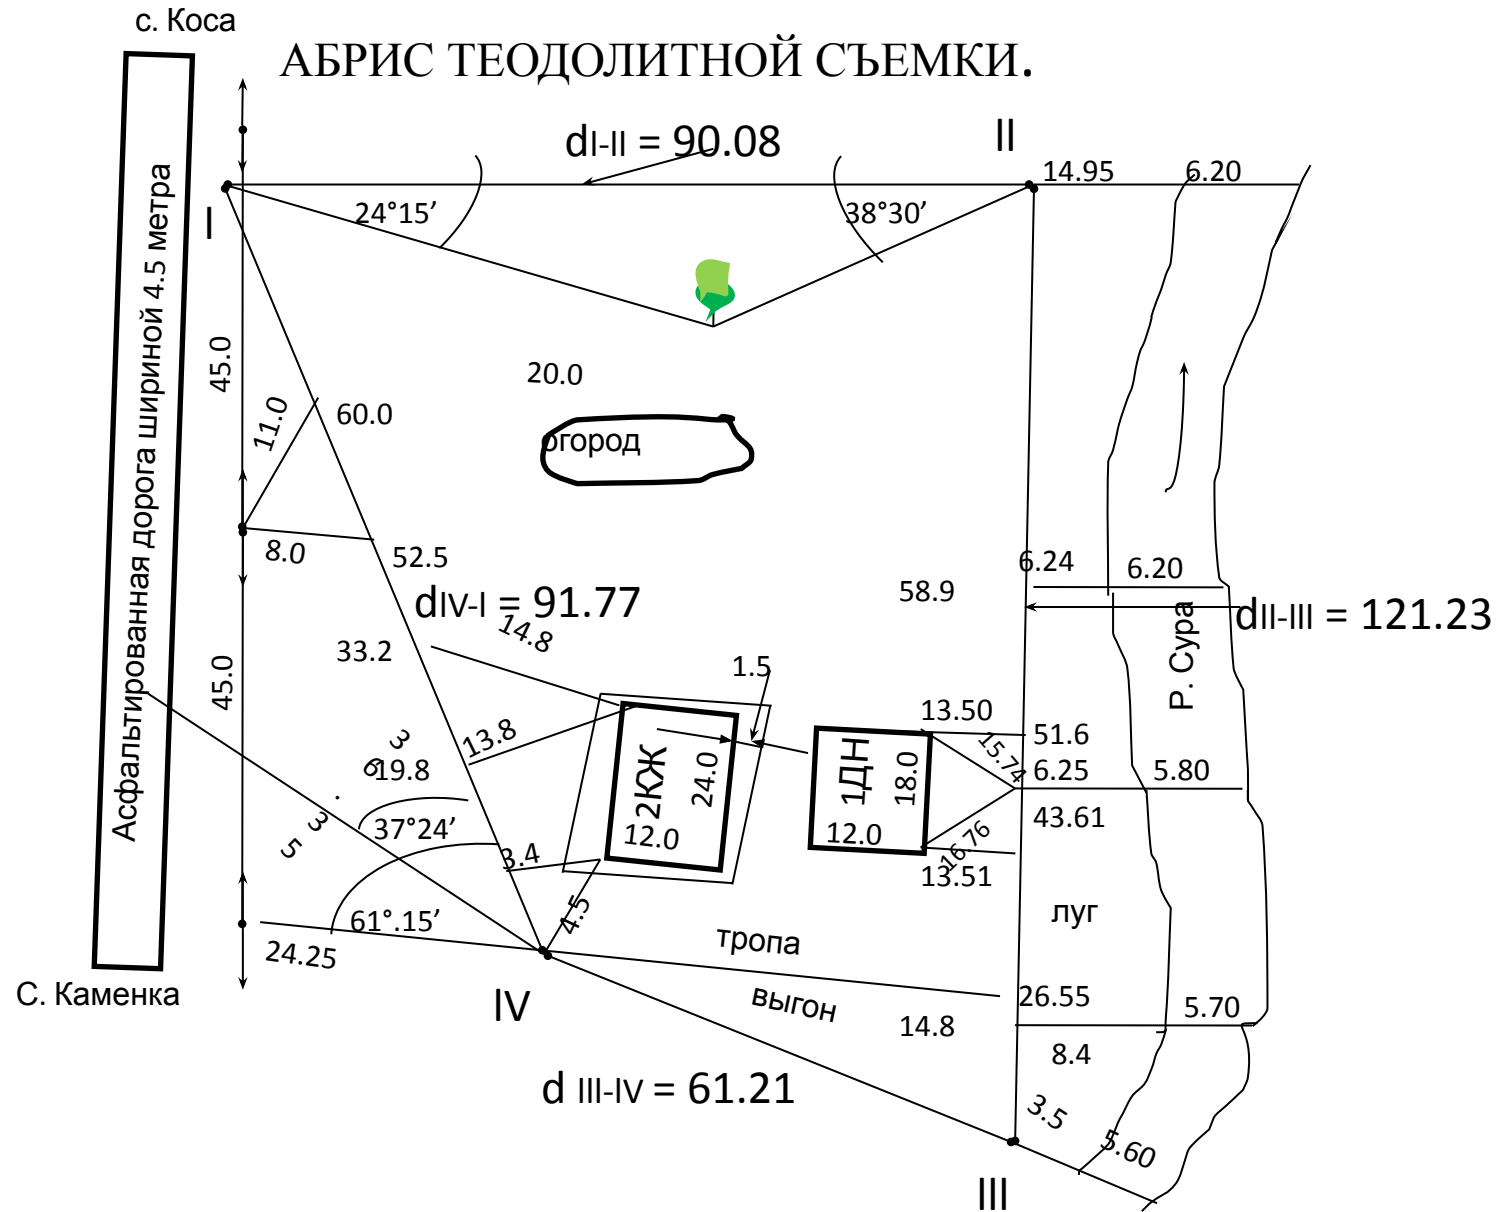 с. Коса
АБРИС ТЕОДОЛИТНОЙ СЪЕМКИ.
dI-II = 90.08
II
14.95
6.20
I
24°15’
38°30’
Асфальтированная дорога шириной 4.5 метра
45.0
11.0
60.0
20.0
огород
8.0
52.5
58.9
6.24
6.20
dIV-I = 91.77
dII-III = 121.23
14.8
33.2
45.0
1.5
Р. Сура
13.50
51.6
13.8
15.74
6.25
5.80
36.35
19.8
2КЖ
24.0
12.0
1ДН
18.0
12.0
43.61
37°24’
3.4
16.76
13.51
61°.15’
4.5
луг
24.25
тропа
С. Каменка
IV
выгон
26.55
5.70
14.8
8.4
d III-IV = 61.21
3.5
5.60
III